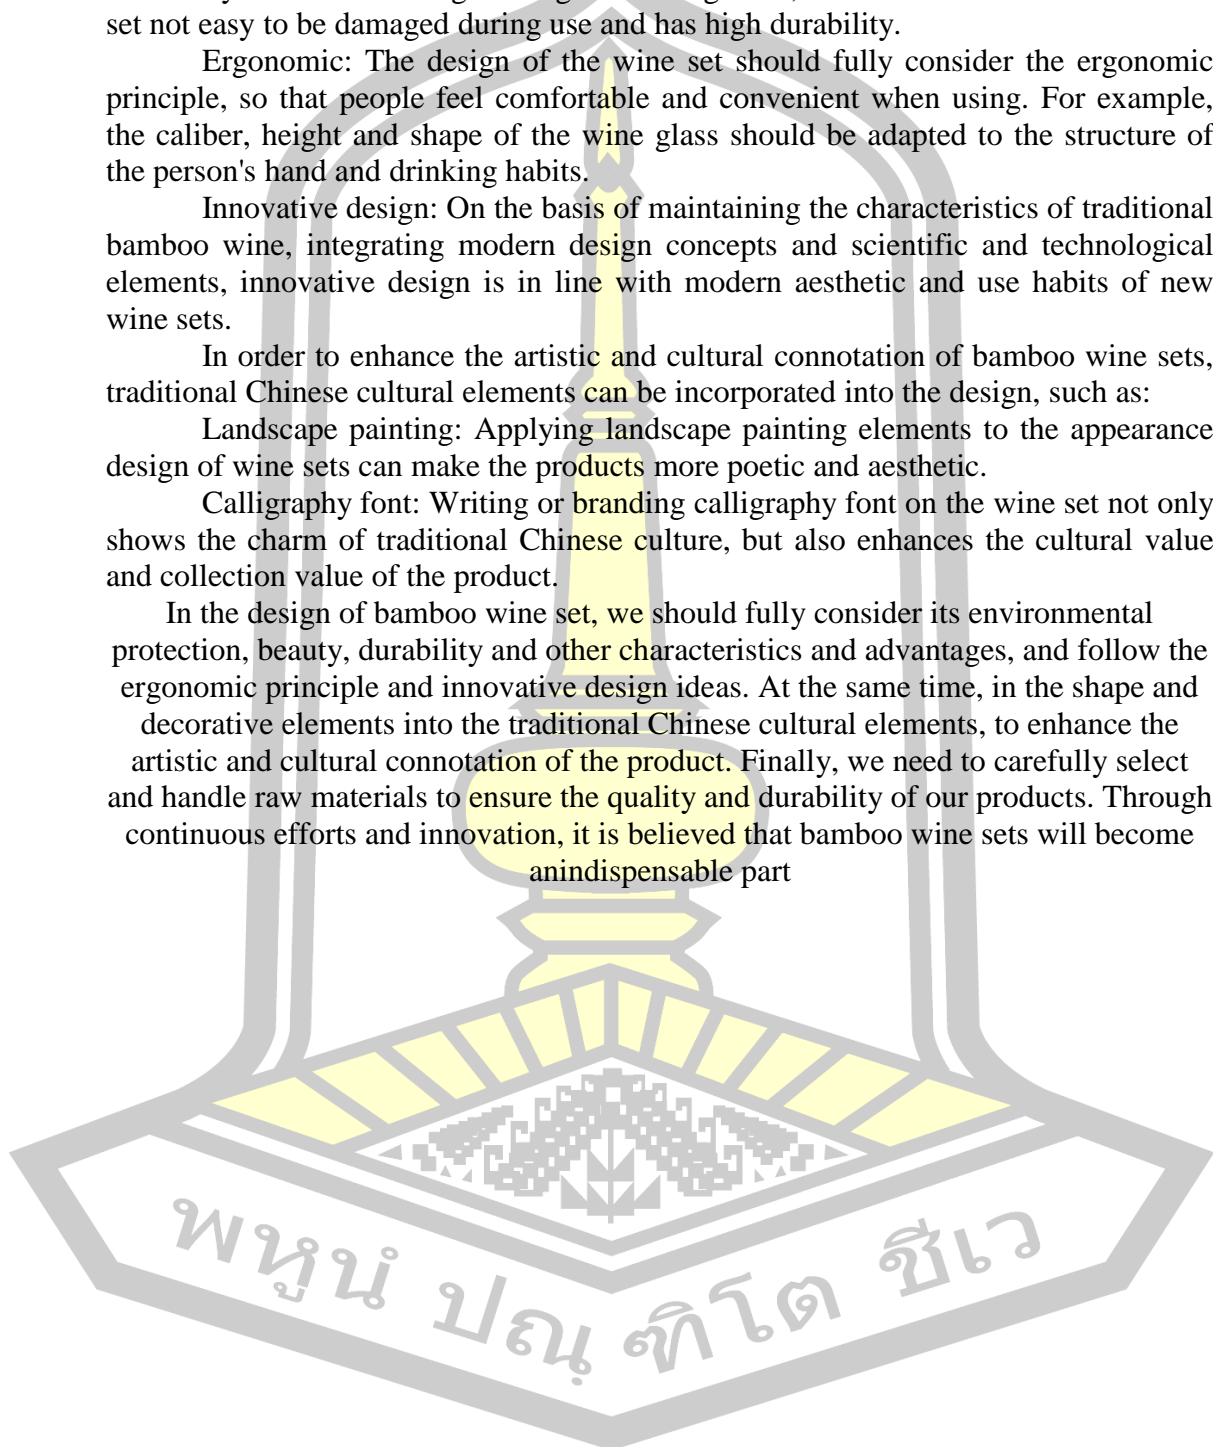 set not easy to be damaged during use and has high durability.
Ergonomic: The design of the wine set should fully consider the ergonomic
principle, so that people feel comfortable and convenient when using. For example,
the caliber, height and shape of the wine glass should be adapted to the structure of
the person's hand and drinking habits.
Innovative design: On the basis of maintaining the characteristics of traditional
bamboo wine, integrating modern design concepts and scientific and technological
elements, innovative design is in line with modern aesthetic and use habits of new
wine sets.
In order to enhance the artistic and cultural connotation of bamboo wine sets,
traditional Chinese cultural elements can be incorporated into the design, such as:
Landscape painting: Applying landscape painting elements to the appearance
design of wine sets can make the products more poetic and aesthetic.
Calligraphy font: Writing or branding calligraphy font on the wine set not only
shows the charm of traditional Chinese culture, but also enhances the cultural value
and collection value of the product.
In the design of bamboo wine set, we should fully consider its environmental
protection, beauty, durability and other characteristics and advantages, and follow the
ergonomic principle and innovative design ideas. At the same time, in the shape and
decorative elements into the traditional Chinese cultural elements, to enhance the
artistic and cultural connotation of the product. Finally, we need to carefully select
and handle raw materials to ensure the quality and durability of our products. Through
continuous efforts and innovation, it is believed that bamboo wine sets will become
anindispensable part
พหูนํ ปณฺ ฑิโต ชีเว